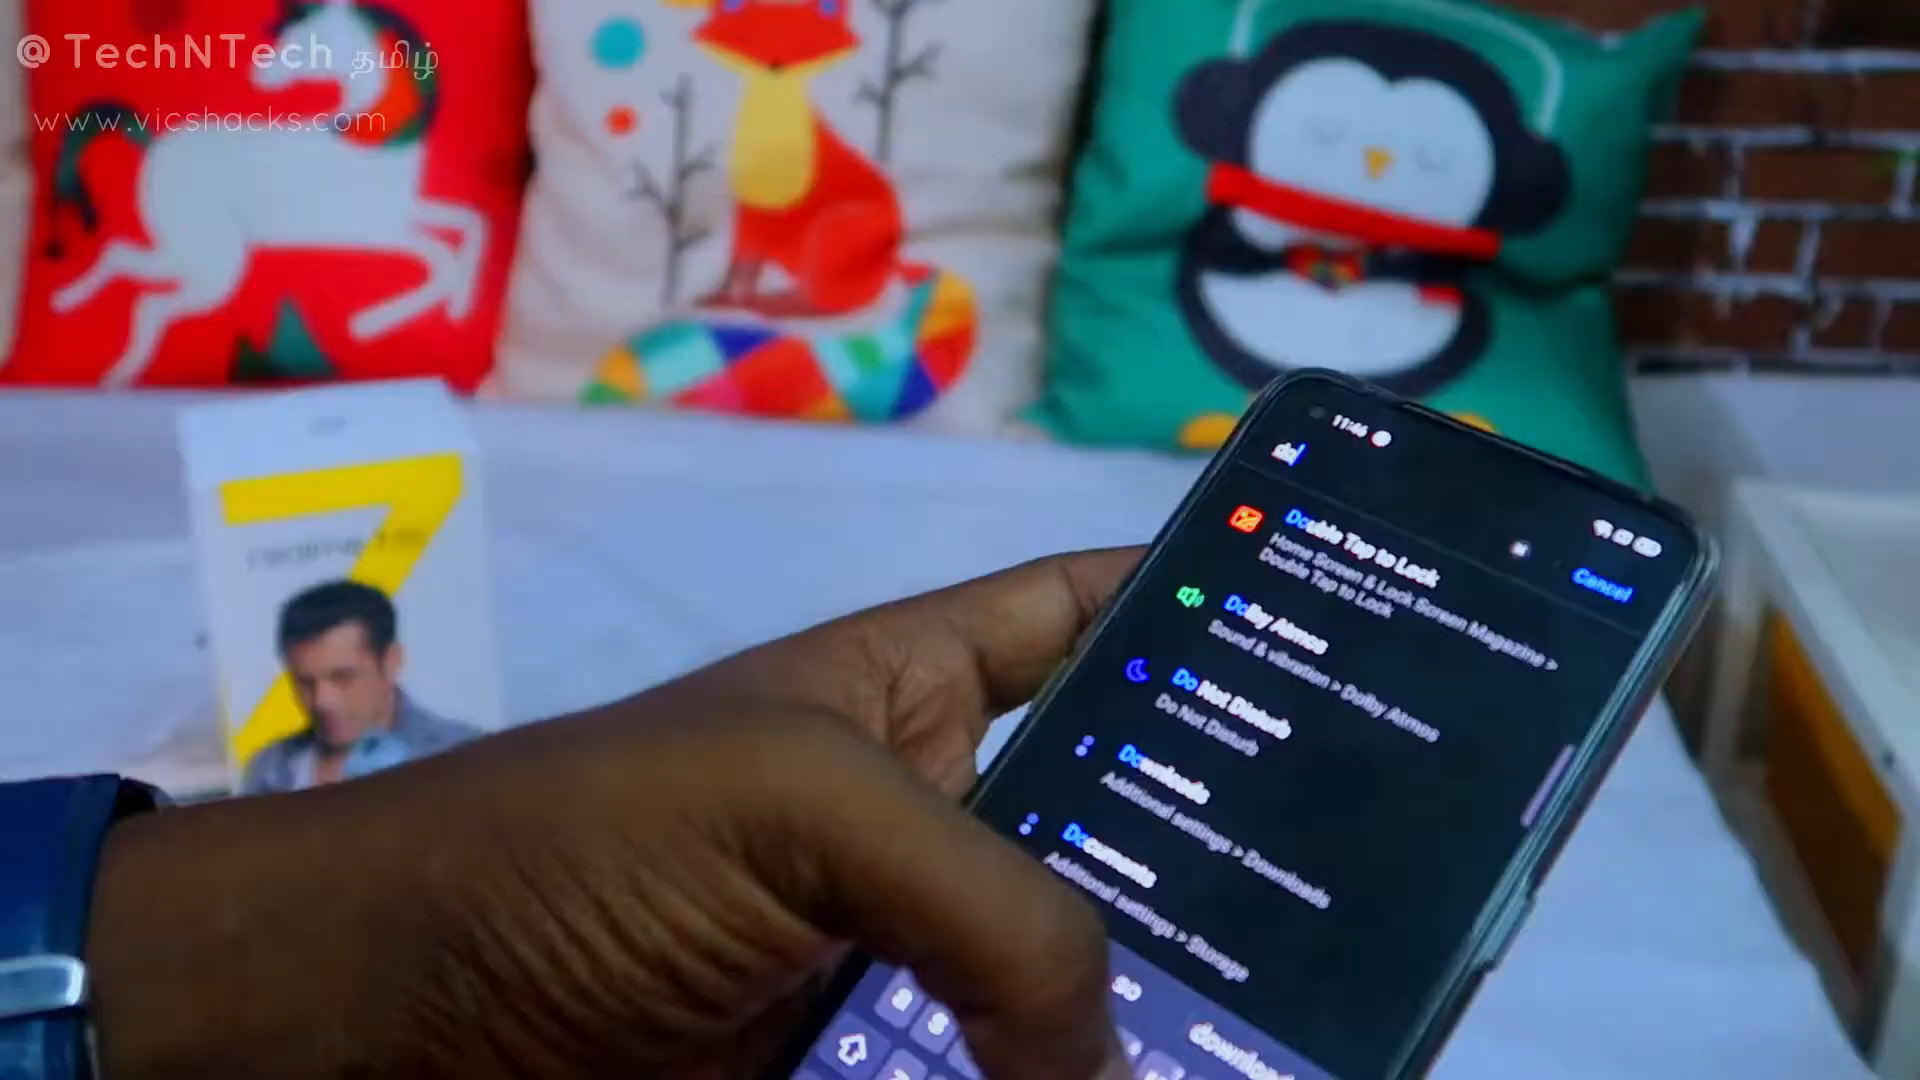 @ TechNTech தமிழ்
www.vicshacks.com
11:46
do
Cancel
Double Tap to Lock
Home Screen & Lock Screen Magazine >
Double Tap to Lock
Dolby Atmos
Sound & vibration > Dolby Atmos
Do Not Disturb
Do Not Disturb
Downloads
Additional settings > Downloads
Documents
Additional settings > Storage
so
a
s
7